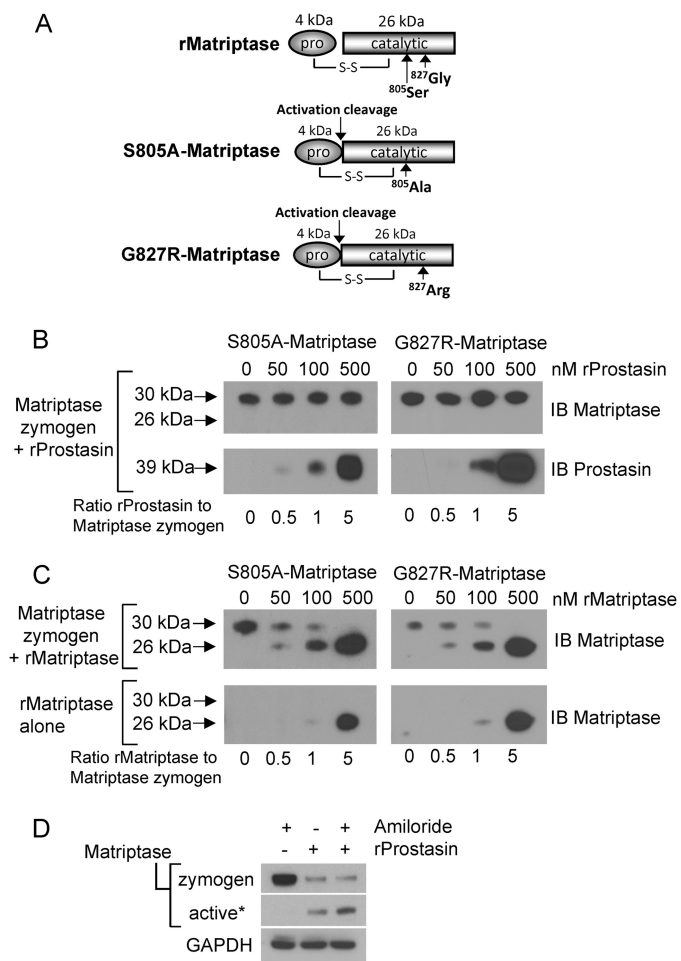 A
4 kDa 26 kDa
rMatriptase pro catalytic
S-S
827Gly
805Ser
Activation cleavage
4 kDa 26 kDa
S805A-Matriptase pro catalytic
S-S
805Ala
Activation cleavage
4 kDa 26 kDa
G827R-Matriptase pro catalytic
S-S
827Arg
B
S805A-Matriptase G827R-Matriptase
0 50 100 500 0 50 100 500 nM rProstasin
Matriptase zymogen + rProstasin
30 kDa
26 kDa
IB Matriptase
39 kDa IB Prostasin
Ratio rProstasin to
Matriptase zymogen
0 0.5 1 5 0 0.5 1 5
C
S805A-Matriptase G827R-Matriptase
0 50 100 500 0 50 100 500 nM rMatriptase
Matriptase zymogen + rMatriptase
30 kDa
26 kDa
IB Matriptase
rMatriptase alone
30 kDa
26 kDa
IB Matriptase
Ratio rMatriptase to
Matriptase zymogen
0 0.5 1 5 0 0.5 1 5
D
+ - + Amiloride
- + + rProstasin
Matriptase
zymogen
active*
GAPDH